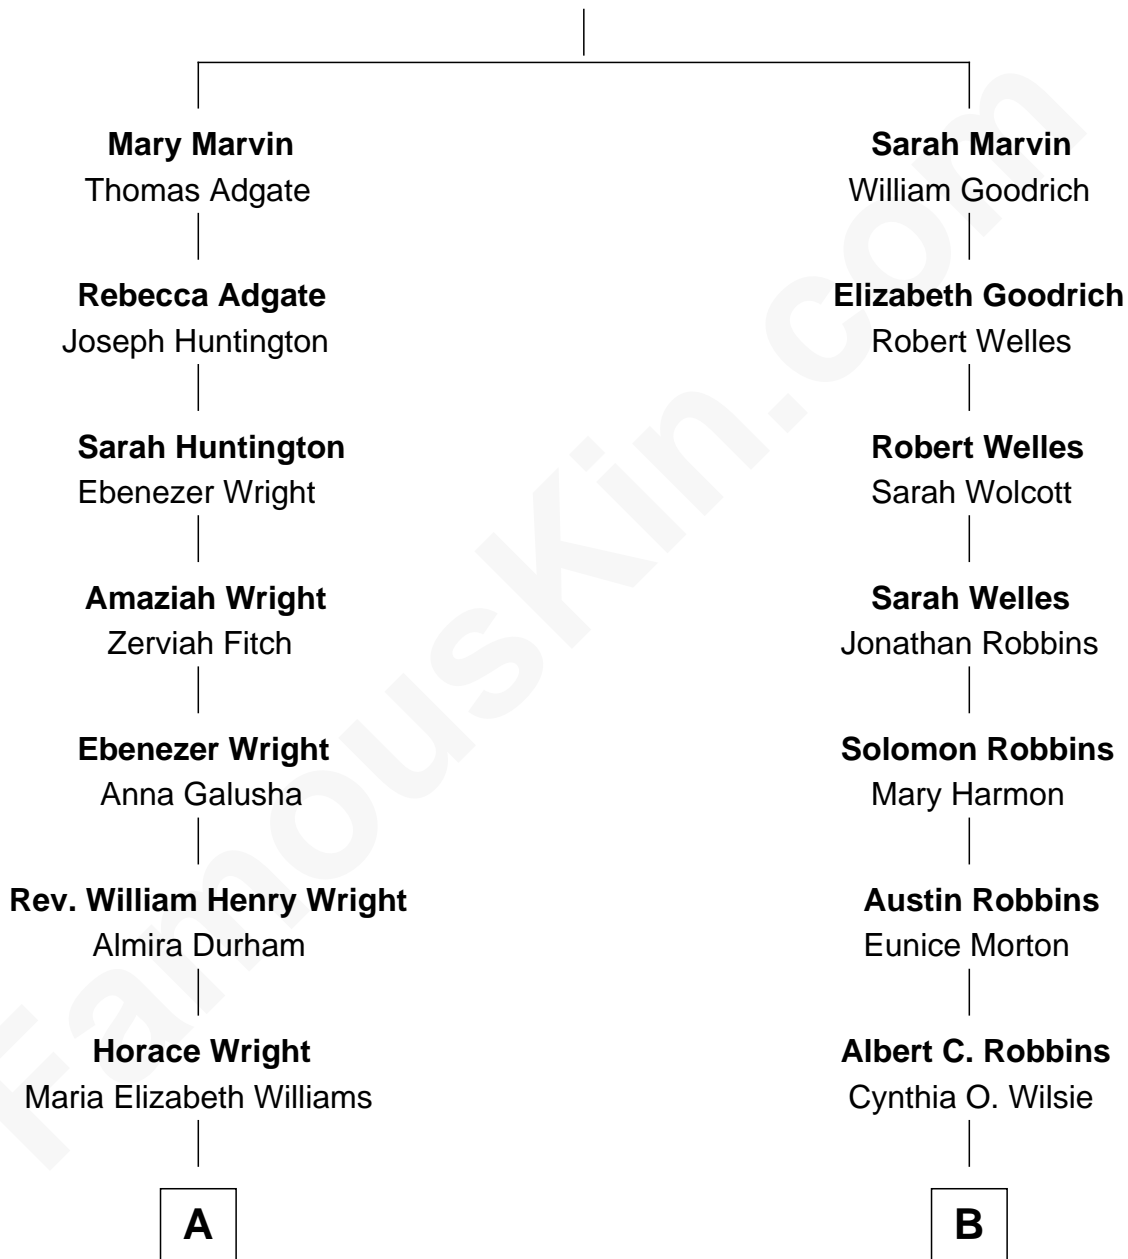 Mary Marvin
Thomas Adgate
Rebecca Adgate
Joseph Huntington
Sarah Huntington
Ebenezer Wright
Amaziah Wright
Zerviah Fitch
Ebenezer Wright
Anna Galusha
Rev. William Henry Wright
Almira Durham
Horace Wright
Maria Elizabeth Williams
A
Sarah Marvin
William Goodrich
Elizabeth Goodrich
Robert Welles
Robert Welles
Sarah Wolcott
Sarah Welles
Jonathan Robbins
Solomon Robbins
Mary Harmon
Austin Robbins
Eunice Morton
Albert C. Robbins
Cynthia O. Wilsie
B
FamousKin.com